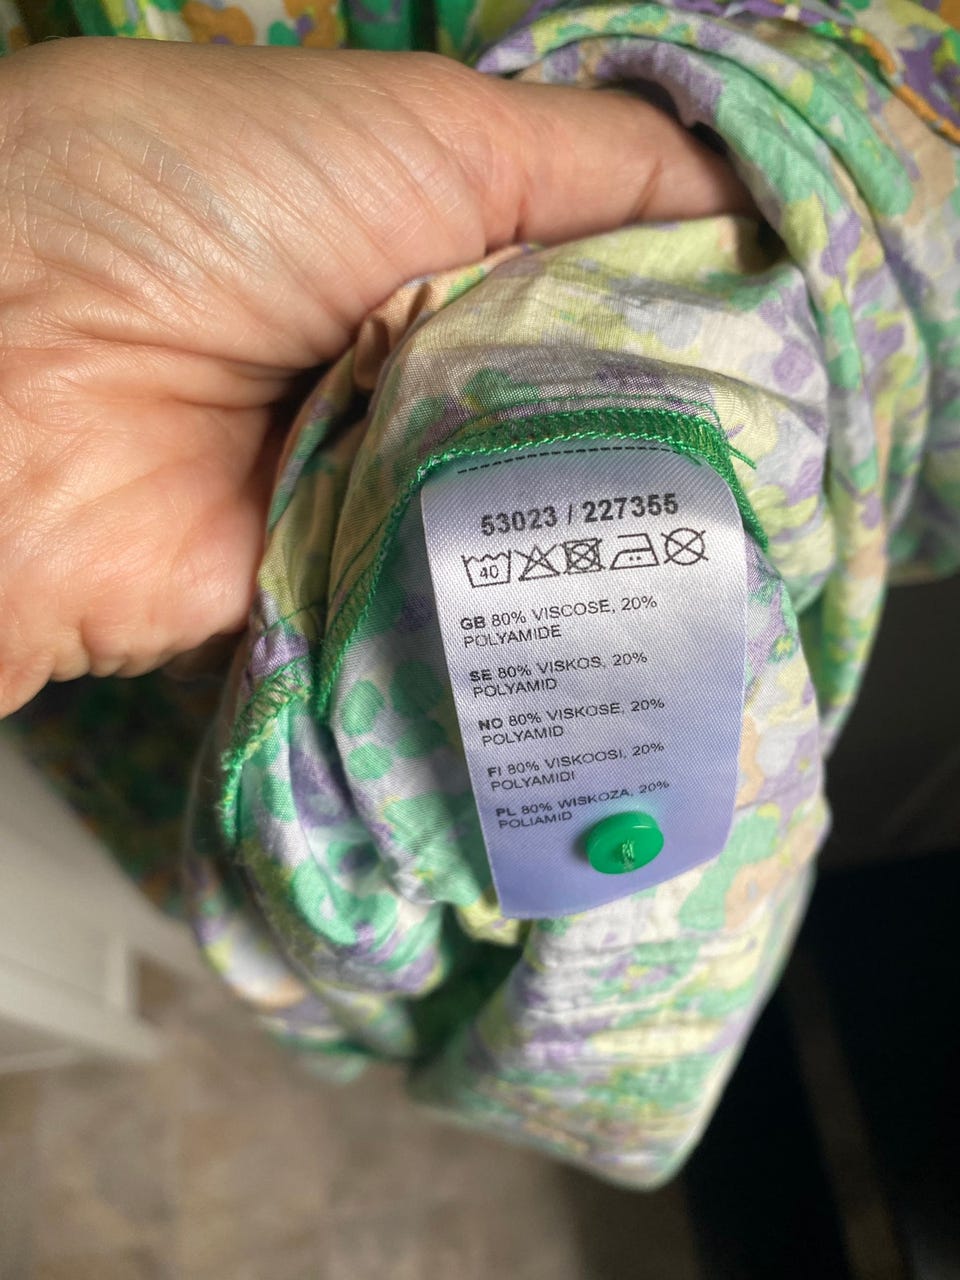 53023 / 227355
40
GB 80% VISCOSE, 20%
POLYAMIDE
SE 80% VISKOS, 20%
POLYAMID
NO 80% VISKOSE, 20%
POLYAMID
FI 80% VISKOOSI, 20%
POLYAMIDI
PL 80% WISKOZA, 20%
POLIAMID